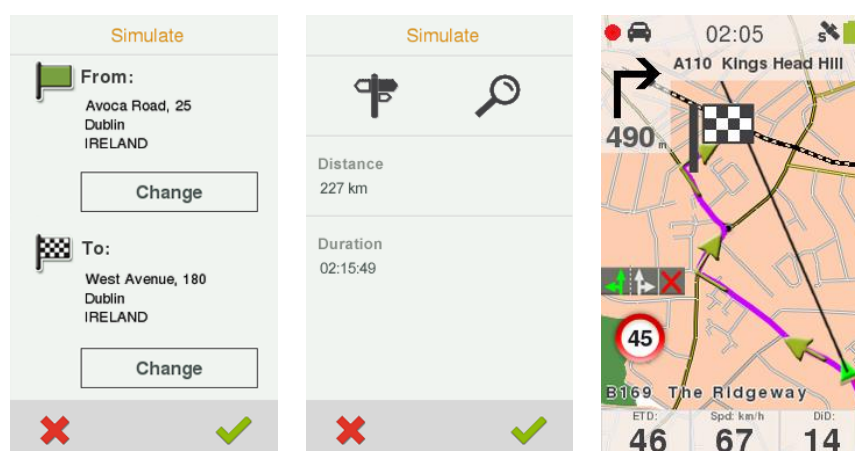 Simulate
From:
Avoca Road, 25
Dublin
IRELAND
Change
To:
West Avenue, 180
Dublin
IRELAND
Change
Simulate
Distance
227 km
Duration
02:15:49
02:05
S
A110 Kings Head Hill
490 m
45
B169 The Ridgeway
ETD: Spd: km/h DiD:
46 67 14